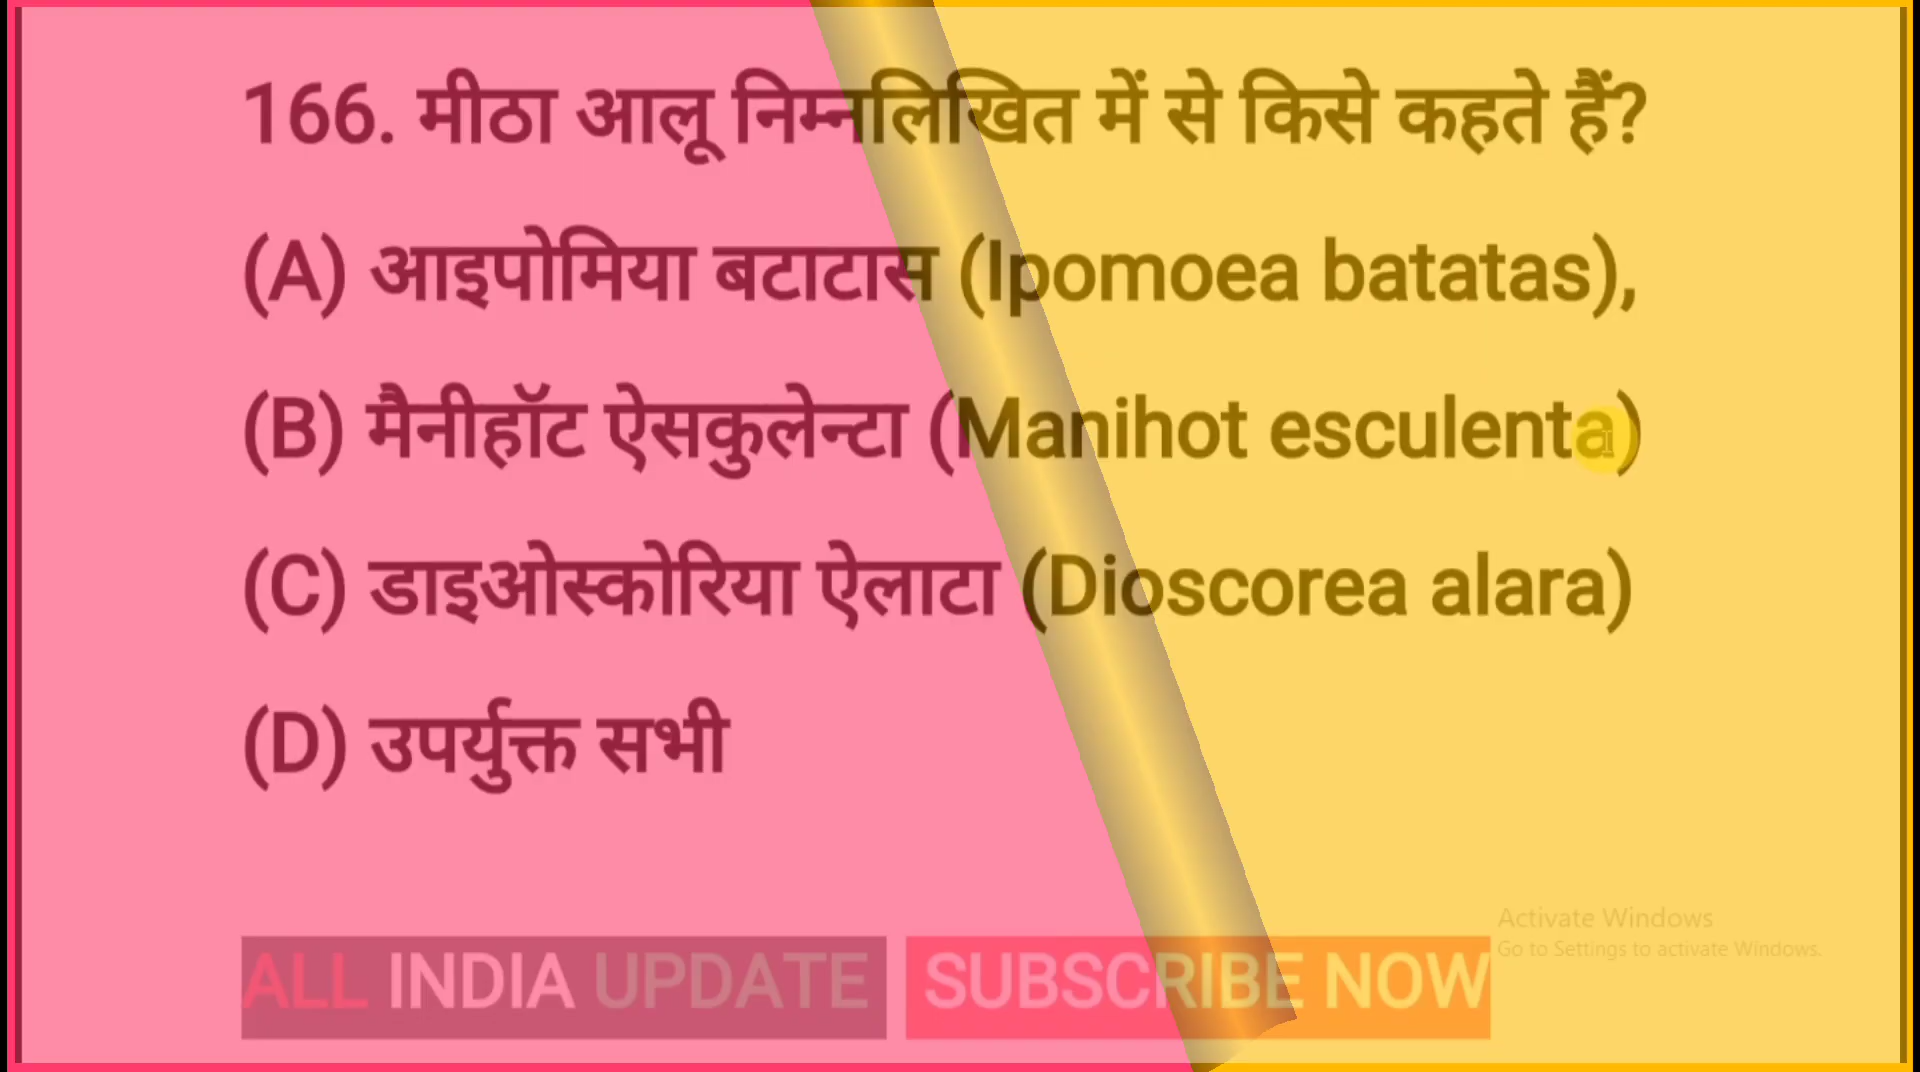 166. मीठा आलू निम्नलिखित में से किसे कहते हैं?
(A) आइपोमिया बटाटास (Ipomoea batatas),
(B) मैनीहॉट ऐसकुलेन्टा (Manihot esculenta)
(C) डाइओस्कोरिया ऐलाटा (Dioscorea alara)
(D) उपर्युक्त सभी
Activate Windows
Go to Settings to activate Windows.
ALL INDIA UPDATE SUBSCRIBE NOW